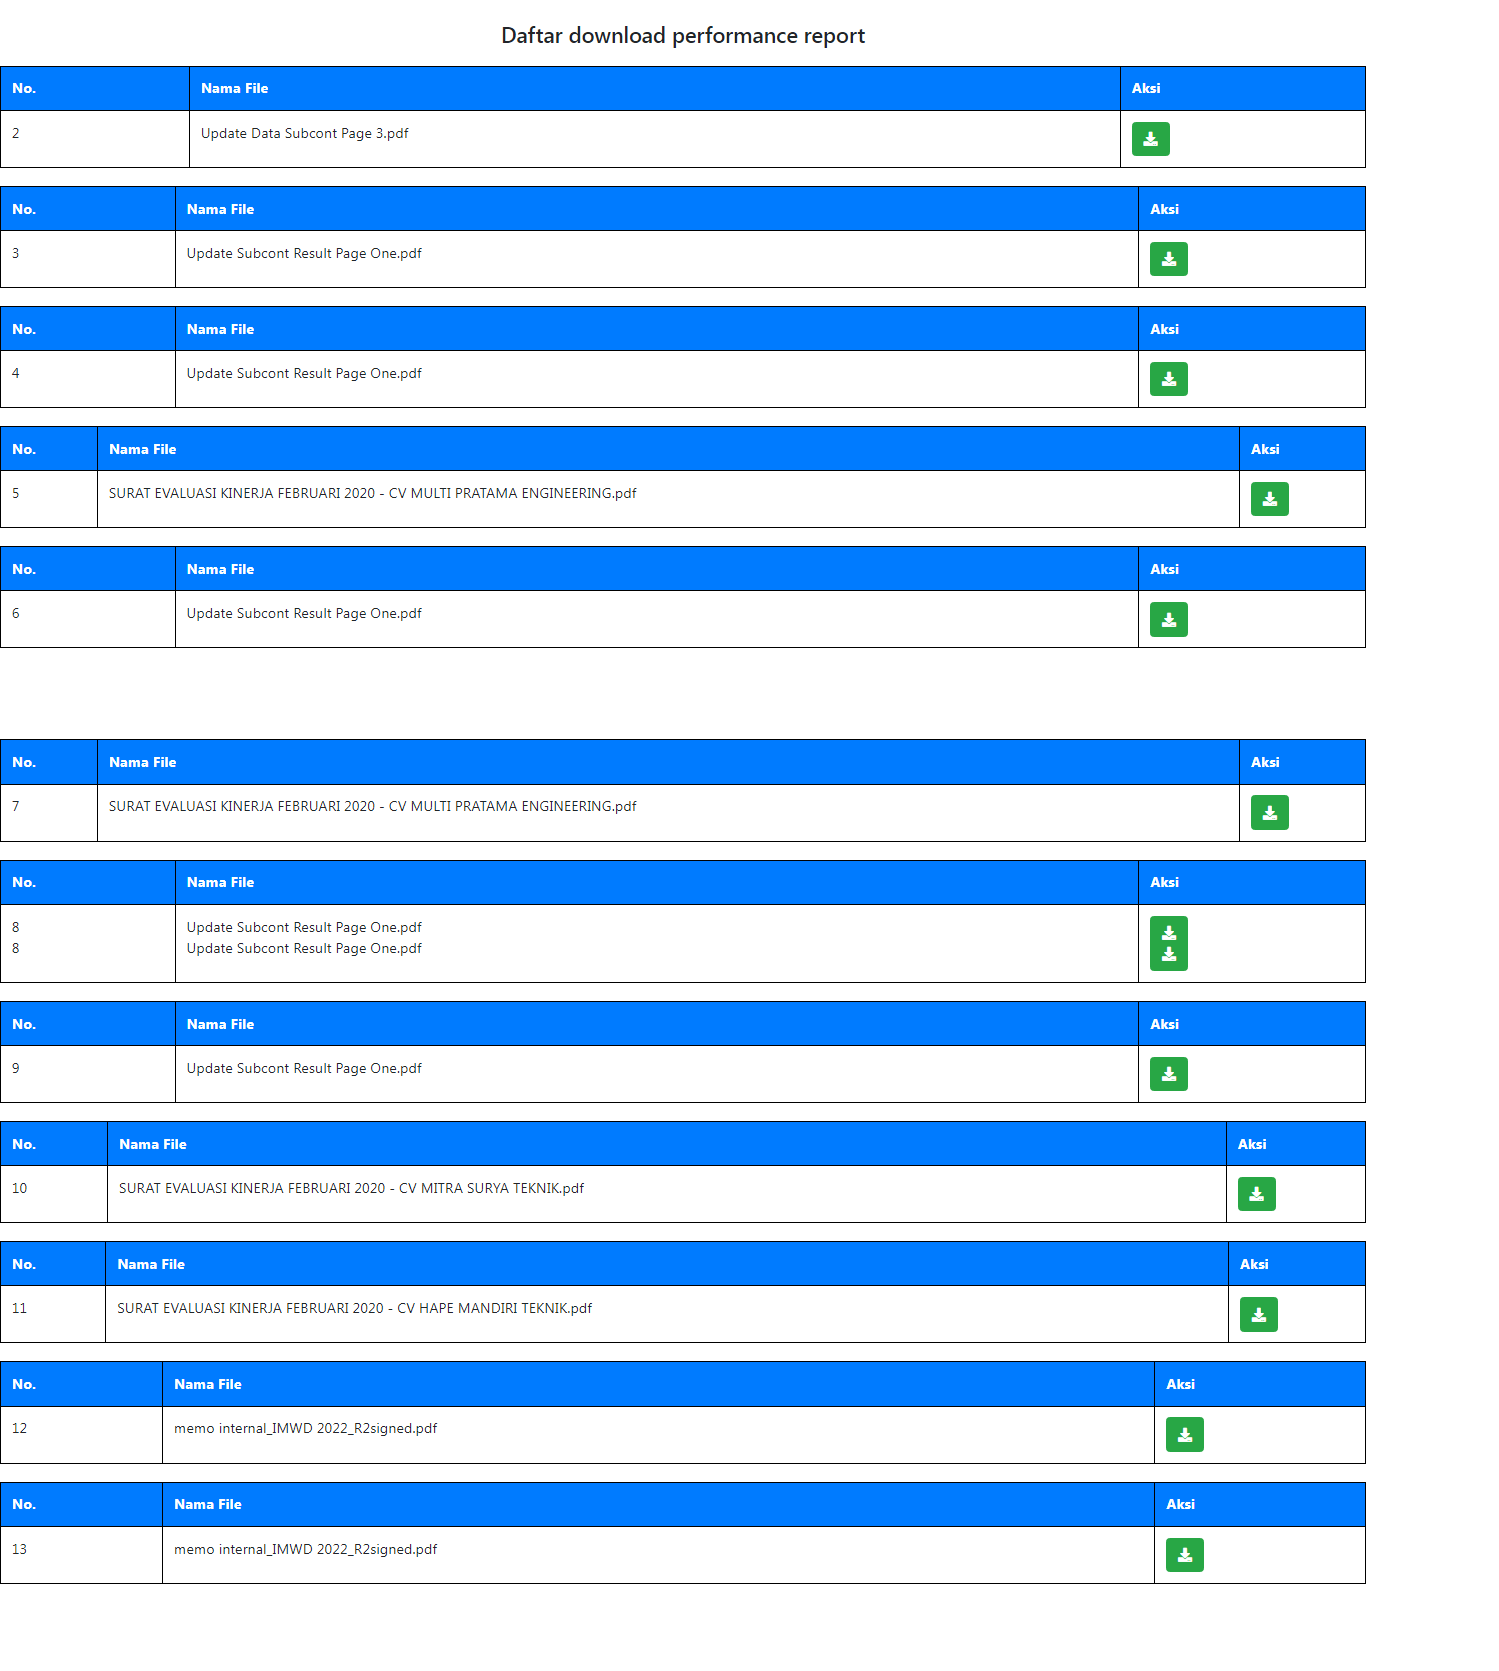 Daftar download performance report
No. Nama File Aksi
2 Update Data Subcont Page 3.pdf
No. Nama File Aksi
3 Update Subcont Result Page One.pdf
No. Nama File Aksi
4 Update Subcont Result Page One.pdf
No. Nama File Aksi
5 SURAT EVALUASI KINERJA FEBRUARI 2020 - CV MULTI PRATAMA ENGINEERING.pdf
No. Nama File Aksi
6 Update Subcont Result Page One.pdf
No. Nama File Aksi
7 SURAT EVALUASI KINERJA FEBRUARI 2020 - CV MULTI PRATAMA ENGINEERING.pdf
No. Nama File Aksi
8 Update Subcont Result Page One.pdf
8 Update Subcont Result Page One.pdf
No. Nama File Aksi
9 Update Subcont Result Page One.pdf
No. Nama File Aksi
10 SURAT EVALUASI KINERJA FEBRUARI 2020 - CV MITRA SURYA TEKNIK.pdf
No. Nama File Aksi
11 SURAT EVALUASI KINERJA FEBRUARI 2020 - CV HAPE MANDIRI TEKNIK.pdf
No. Nama File Aksi
12 memo internal_IMWD 2022_R2signed.pdf
No. Nama File Aksi
13 memo internal_IMWD 2022_R2signed.pdf